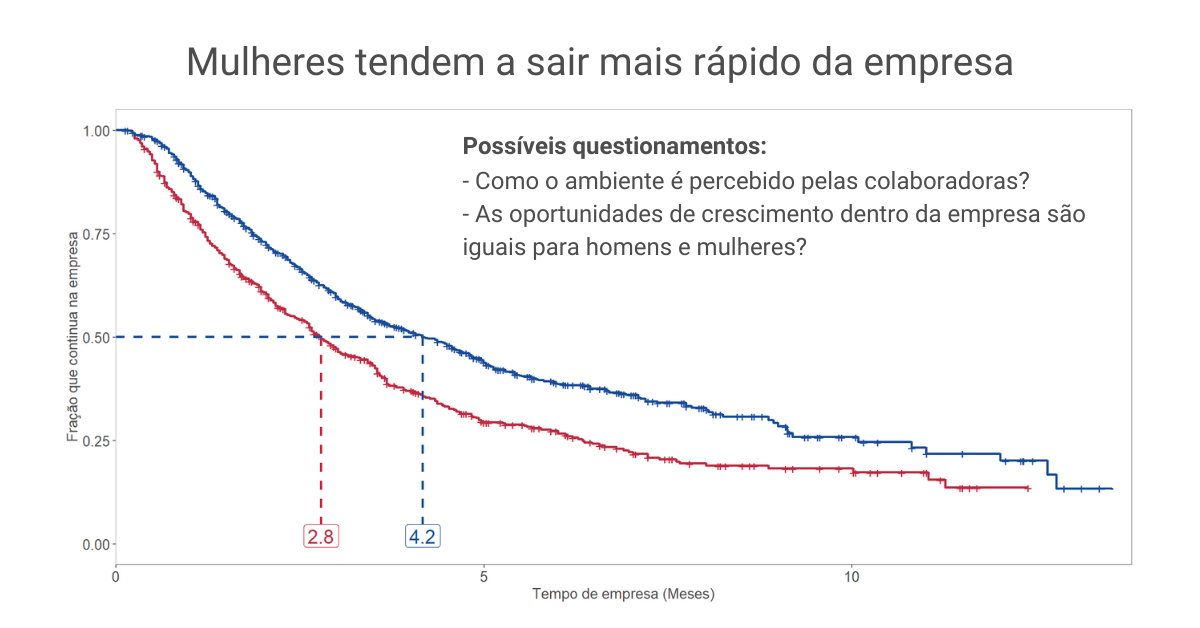 Mulheres tendem a sair mais rápido da empresa
Possíveis questionamentos:
- Como o ambiente é percebido pelas colaboradoras?
- As oportunidades de crescimento dentro da empresa são
iguais para homens e mulheres?
Fração que continua na empresa
1.00
0.75
0.50
0.25
0.00
2.8
4.2
0
5
10
Tempo de empresa (Meses)